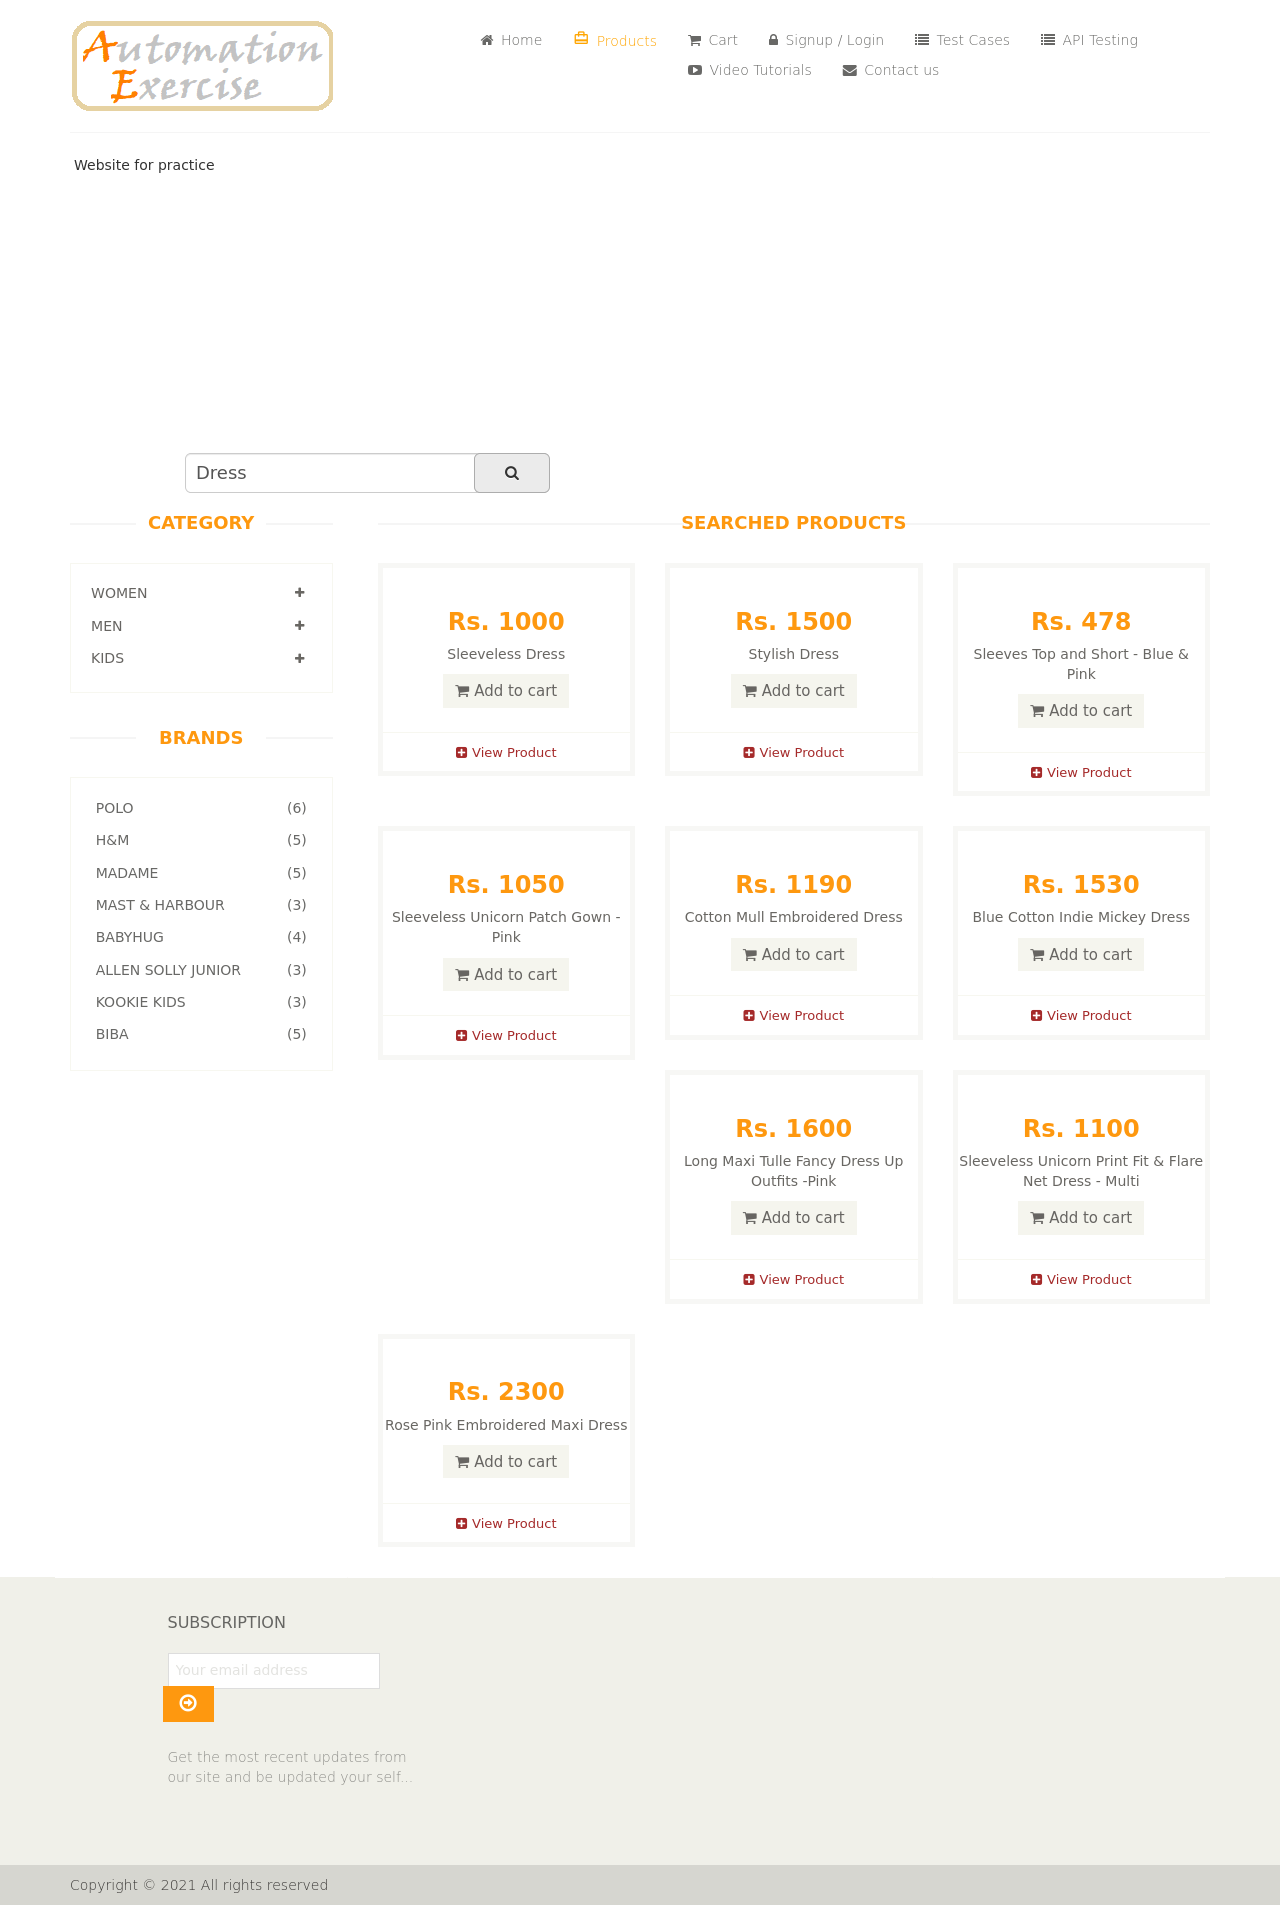 Automation
Exercise
Home
Products
Cart
Signup / Login
Test Cases
API Testing
Video Tutorials
Contact us
Website for practice
Dress
CATEGORY
WOMEN
MEN
KIDS
BRANDS
POLO (6)
H&M (5)
MADAME (5)
MAST & HARBOUR (3)
BABYHUG (4)
ALLEN SOLLY JUNIOR (3)
KOOKIE KIDS (3)
BIBA (5)
SEARCHED PRODUCTS
Rs. 1000
Sleeveless Dress
Add to cart
View Product
Rs. 1500
Stylish Dress
Add to cart
View Product
Rs. 478
Sleeves Top and Short - Blue &
Pink
Add to cart
View Product
Rs. 1050
Sleeveless Unicorn Patch Gown -
Pink
Add to cart
View Product
Rs. 1190
Cotton Mull Embroidered Dress
Add to cart
View Product
Rs. 1530
Blue Cotton Indie Mickey Dress
Add to cart
View Product
Rs. 1600
Long Maxi Tulle Fancy Dress Up
Outfits -Pink
Add to cart
View Product
Rs. 1100
Sleeveless Unicorn Print Fit & Flare
Net Dress - Multi
Add to cart
View Product
Rs. 2300
Rose Pink Embroidered Maxi Dress
Add to cart
View Product
SUBSCRIPTION
Your email address
Get the most recent updates from
our site and be updated your self...
Copyright © 2021 All rights reserved